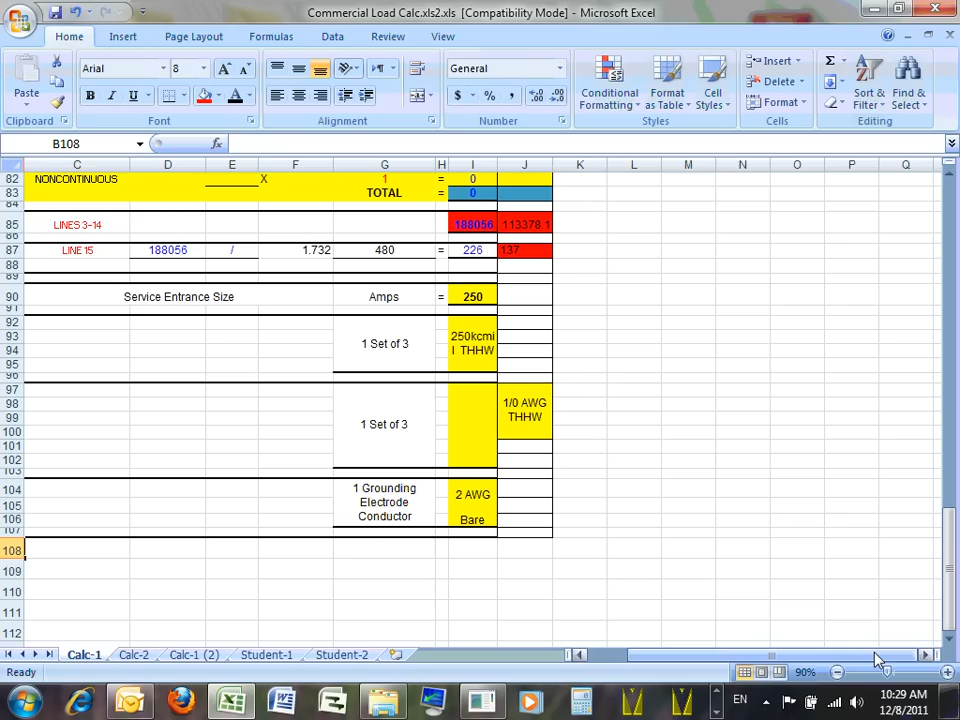 Commercial Load Calc.xls2.xls [Compatibility Mode] - Microsoft Excel
Home Insert Page Layout Formulas Data Review View
Paste Arial 8 General Conditional Formatting Format as Table Cell Styles Insert Delete Format Sort & Filter Find & Select
Clipboard Font Alignment Number Styles Cells Editing
B108 fx
C D E F G H I J K L M N O P Q
82 NONCONTINUOUS X 1 = 0
83 TOTAL = 0
84
85 LINES 3-14 188056 113378.1
86
87 LINE 15 188056 / 1.732 480 = 226 137
88
89
90 Service Entrance Size Amps = 250
91
92
93 250kcmi
1 Set of 3
94 l THHW
95
96
97
98 1/0 AWG
99 THHW
1 Set of 3
100
101
102
103
104 1 Grounding 2 AWG
105 Electrode
106 Conductor Bare
107
108
109
110
111
112
Calc-1 Calc-2 Calc-1 (2) Student-1 Student-2
Ready 90%
EN 10:29 AM
12/8/2011